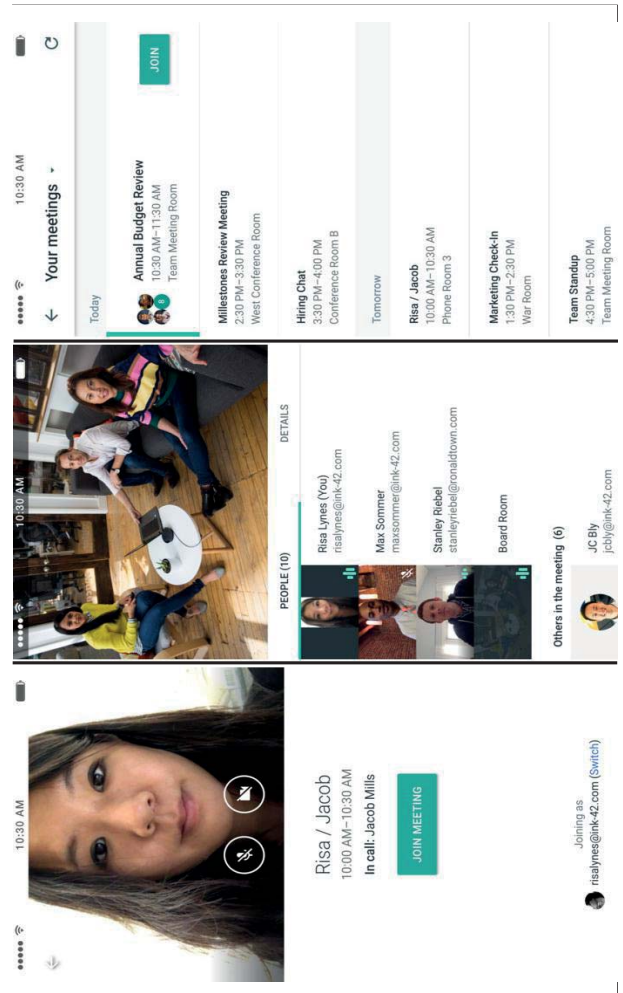 10:30 AM
Risa / Jacob
10:00 AM–10:30 AM
In call: Jacob Mills
JOIN MEETING
Joining as
risalynes@ink-42.com (Switch)
10:30 AM
PEOPLE (10)
DETAILS
Risa Lynes (You)
risalynes@ink-42.com
Max Sommer
maxsommer@ink-42.com
Stanley Riebel
stanleyriebel@ronaldtown.com
Board Room
Others in the meeting (6)
JC Bly
jcbly@ink-42.com
10:30 AM
Your meetings
Today
Annual Budget Review
10:30 AM–11:30 AM
Team Meeting Room
8
JOIN
Millestones Review Meeting
2:30 PM–3:30 PM
West Conference Room
Hiring Chat
3:30 PM–4:00 PM
Conference Room B
Tomorrow
Risa / Jacob
10:00 AM–10:30 AM
Phone Room 3
Marketing Check-In
1:30 PM–2:30 PM
War Room
Team Standup
4:30 PM–5:00 PM
Team Meeting Room